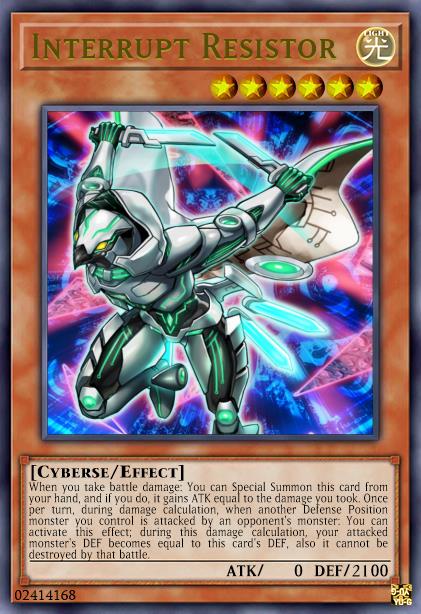 INTERRUPT RESISTOR
LIGHT
光
[CYBERSE/EFFECT]
When you take battle damage: You can Special Summon this card from
your hand, and if you do, it gains ATK equal to the damage you took. Once
per turn, during damage calculation, when another Defense Position
monster you control is attacked by an opponent's monster: You can
activate this effect; during this damage calculation, your attacked
monster's DEF becomes equal to this card's DEF, also it cannot be
destroyed by that battle.
ATK/ 0 DEF/2100
02414168